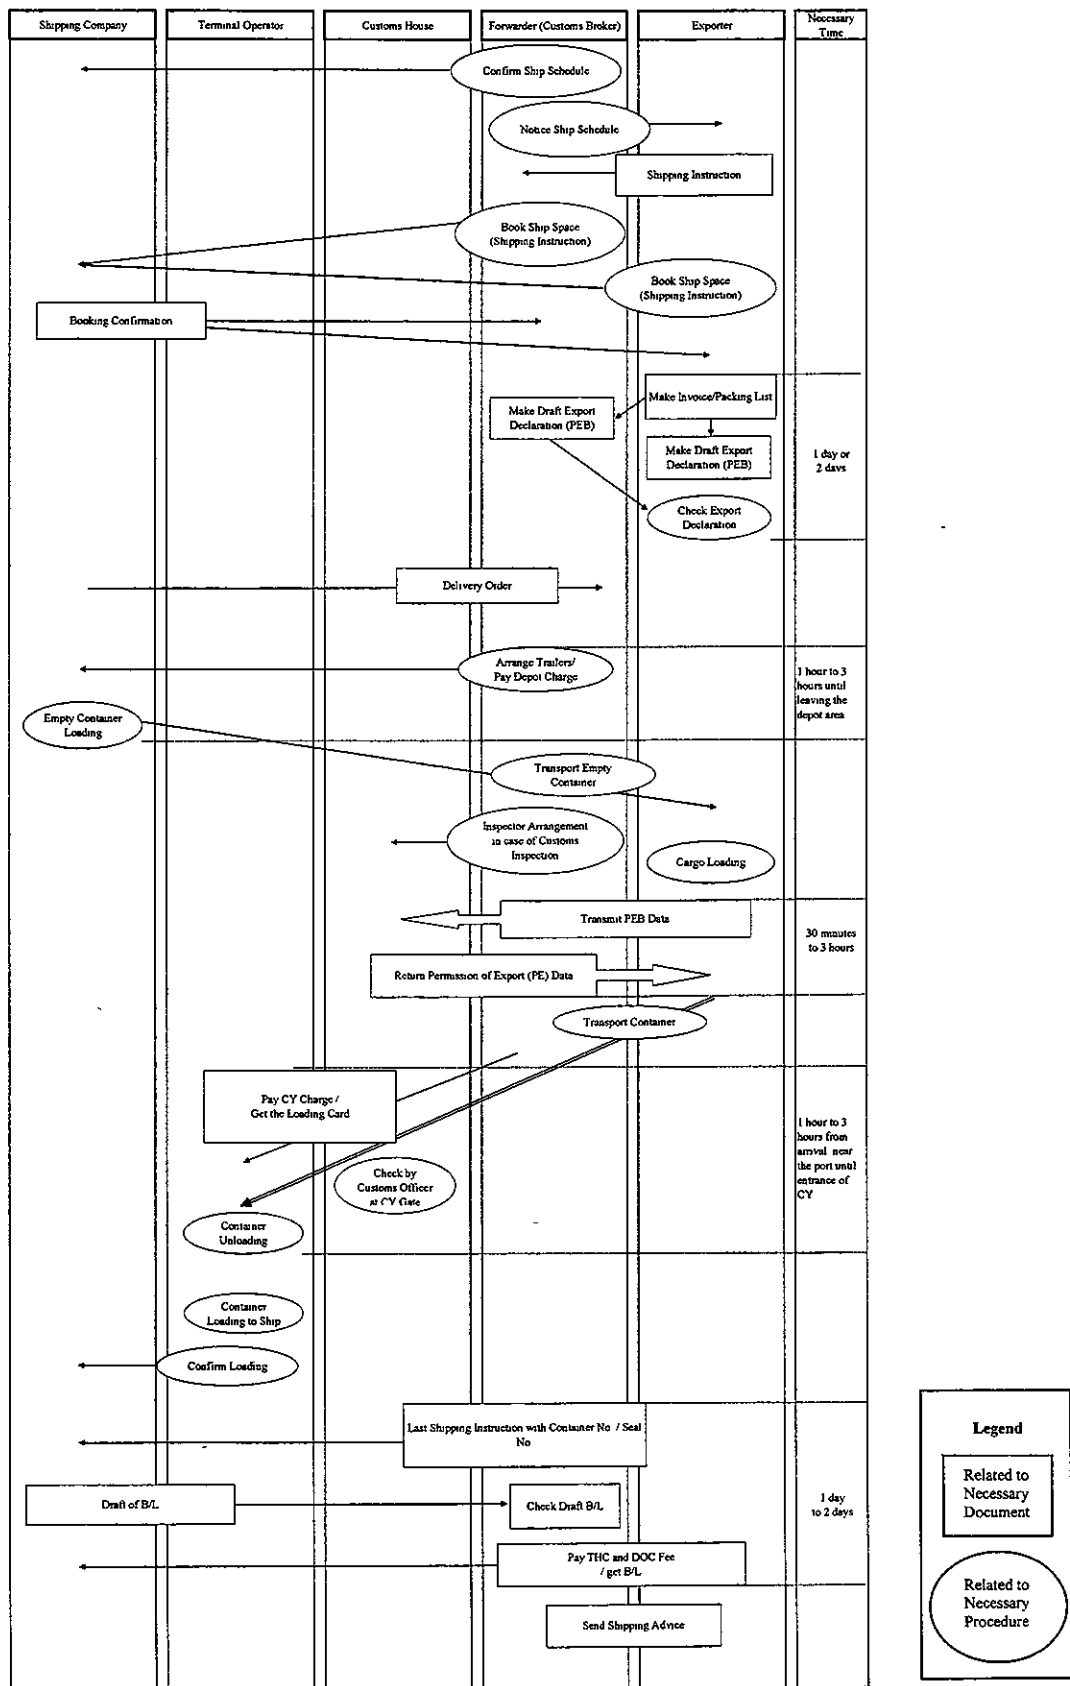 Shipping Company
Terminal Operator
Customs House
Forwarder (Customs Broker)
Exporter
Necessary
Time
Confirm Ship Schedule
Notice Ship Schedule
Shipping Instruction
Book Ship Space
(Shipping Instruction)
Book Ship Space
(Shipping Instruction)
Booking Confirmation
Make Invoice/Packing List
Make Draft Export
Declaration (PEB)
Make Draft Export
Declaration (PEB)
1 day or
2 days
Check Export
Declaration
Delivery Order
Arrange Trailers/
Pay Depot Charge
1 hour to 3
hours until
leaving the
depot area
Empty Container
Loading
Transport Empty
Container
Inspector Arrangement
in case of Customs
Inspection
Cargo Loading
Transmit PEB Data
30 minutes
to 3 hours
Return Permission of Export (PE) Data
Transport Container
Pay CY Charge /
Get the Loading Card
1 hour to 3
hours from
arrival near
the port until
entrance of
CY
Check by
Customs Officer
at CY Gate
Container
Unloading
Container
Loading to Ship
Confirm Loading
Last Shipping Instruction with Container No / Seal
No
Draft of B/L
Check Draft B/L
1 day
to 2 days
Pay THC and DOC Fee
/ get B/L
Send Shipping Advice
Legend
Related to
Necessary
Document
Related to
Necessary
Procedure